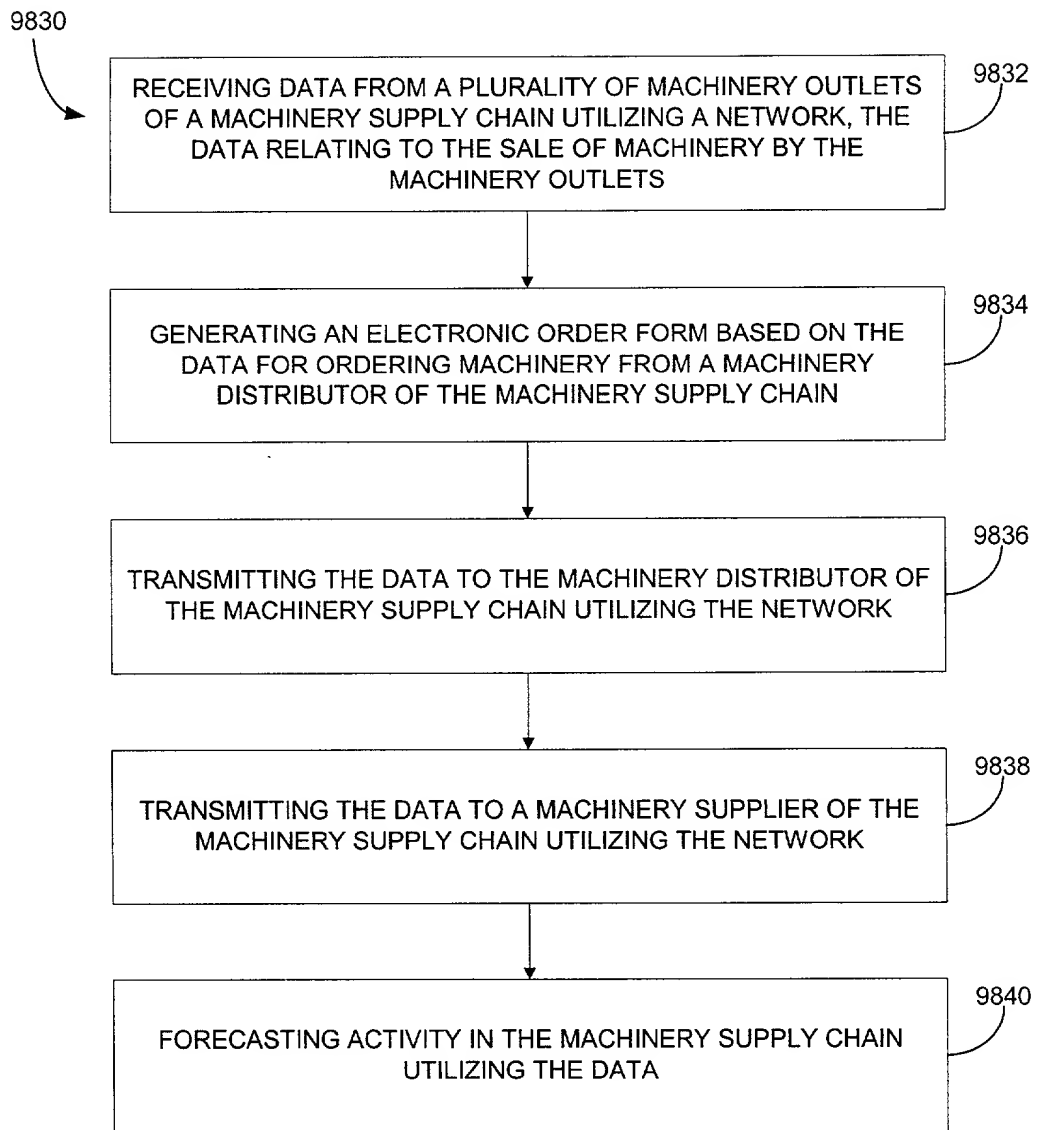 9830
RECEIVING DATA FROM A PLURALITY OF MACHINERY OUTLETS
OF A MACHINERY SUPPLY CHAIN UTILIZING A NETWORK, THE
DATA RELATING TO THE SALE OF MACHINERY BY THE
MACHINERY OUTLETS
9832
GENERATING AN ELECTRONIC ORDER FORM BASED ON THE
DATA FOR ORDERING MACHINERY FROM A MACHINERY
DISTRIBUTOR OF THE MACHINERY SUPPLY CHAIN
9834
TRANSMITTING THE DATA TO THE MACHINERY DISTRIBUTOR OF
THE MACHINERY SUPPLY CHAIN UTILIZING THE NETWORK
9836
TRANSMITTING THE DATA TO A MACHINERY SUPPLIER OF THE
MACHINERY SUPPLY CHAIN UTILIZING THE NETWORK
9838
FORECASTING ACTIVITY IN THE MACHINERY SUPPLY CHAIN
UTILIZING THE DATA
9840